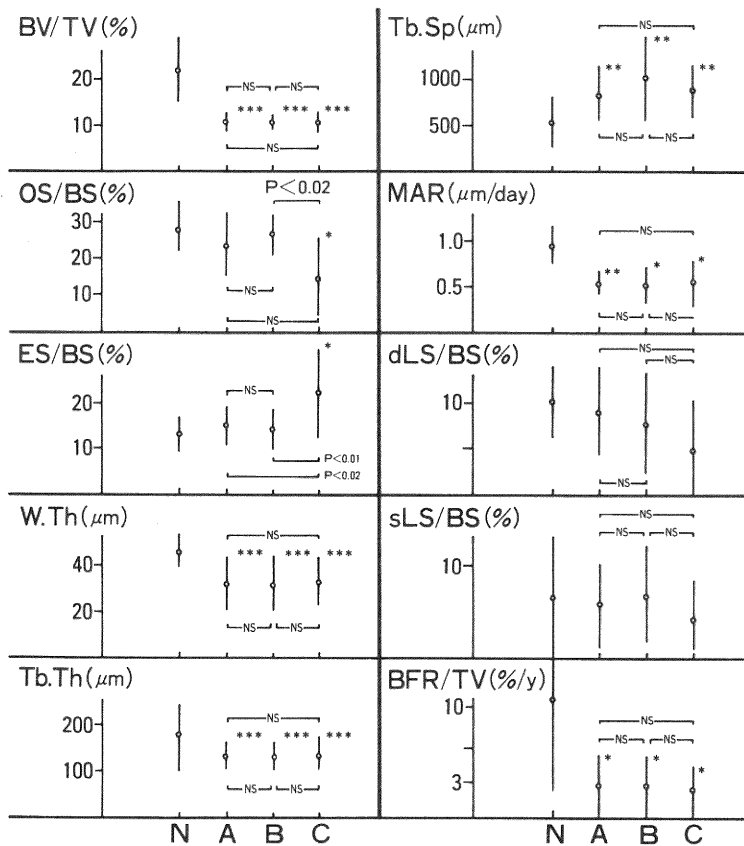 BV/TV(%)
20
10
NS NS
*** *** ***
NS
OS/BS(%)
P<0.02
30
20
10
*
NS
NS
ES/BS(%)
20
10
*
NS
P<0.01
P<0.02
W.Th(μm)
40
20
NS
*** *** ***
NS NS
Tb.Th(μm)
200
100
NS
*** *** ***
NS NS
N A B C
Tb.Sp(μm)
1000
500
NS
** ** **
NS NS
MAR(μm/day)
1.0
0.5
NS
** * *
NS NS
dLS/BS(%)
10
NS
NS
NS
sLS/BS(%)
10
NS
NS NS
BFR/TV(%/y)
10
3
NS
NS NS
* * *
N A B C